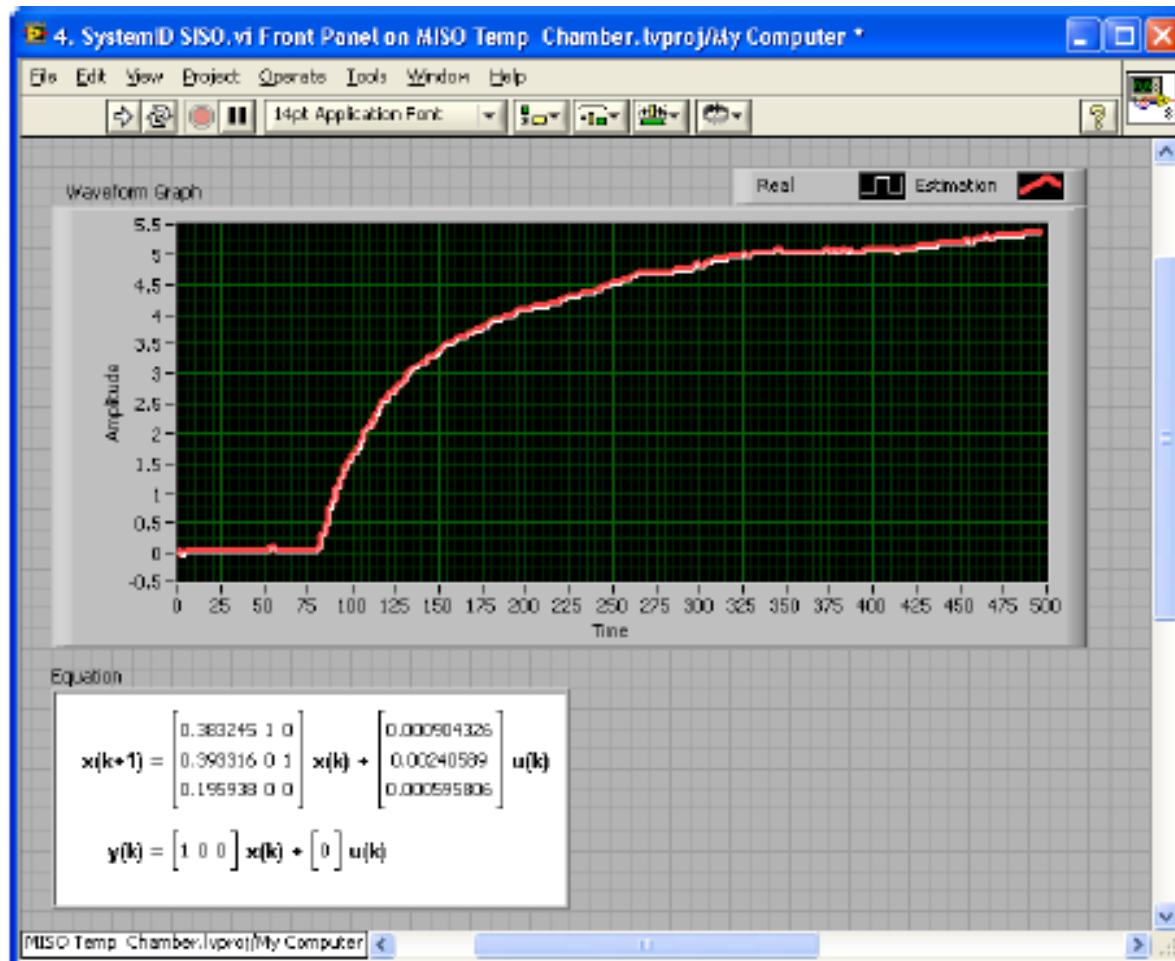 4. SystemID SISO.vi Front Panel on MISO Temp Chamber.lvproj/My Computer *
File Edit View Project Operate Tools Window Help
14pt Application Font
?
Waveform Graph
Real Estimation
5.5
5
4.5
4
3.5
3
2.5
2
1.5
1
0.5
0
-0.5
Amplitude
0 25 50 75 100 125 150 175 200 225 250 275 300 325 350 375 400 425 450 475 500
Time
Equation
x(k+1) = [0.383245 1 0 0.393316 0 1 0.195938 0 0] x(k) + [0.000904326 0.00240589 0.000595806] u(k)
y(k) = [1 0 0] x(k) + [0] u(k)
MISO Temp Chamber.lvproj/My Computer